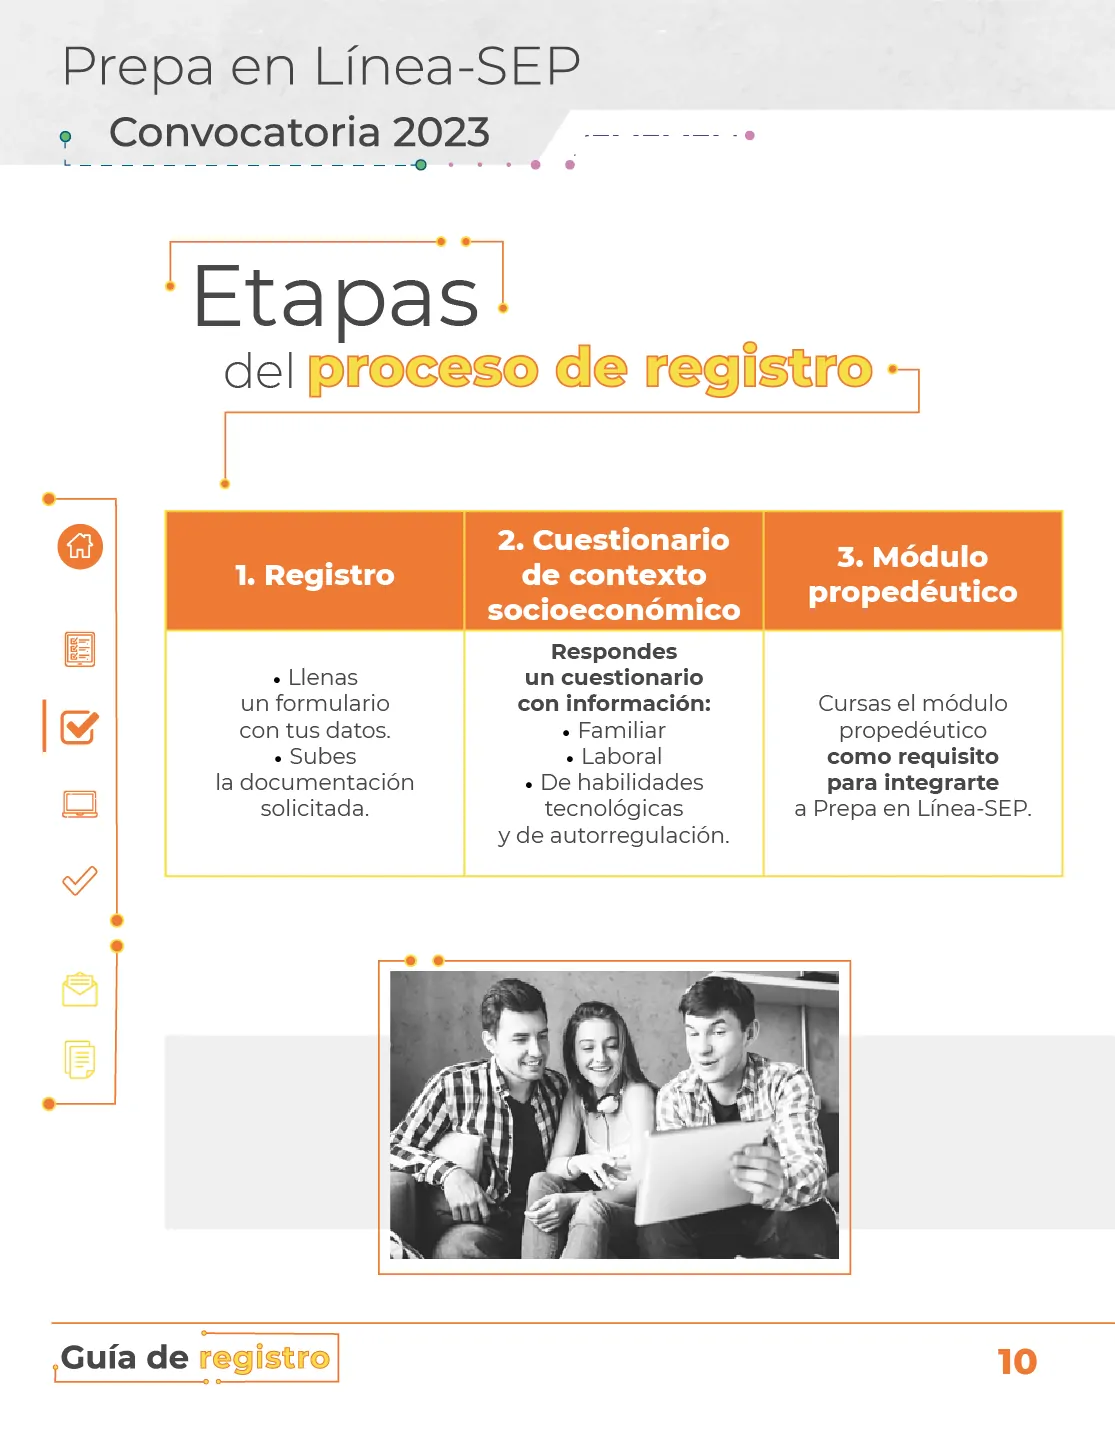 Prepa en Línea-SEP
Convocatoria 2023
Etapas
del proceso de registro
1. Registro
• Llenas
un formulario
con tus datos.
• Subes
la documentación
solicitada.
2. Cuestionario
de contexto
socioeconómico
Respondes
un cuestionario
con información:
• Familiar
• Laboral
• De habilidades
tecnológicas
y de autorregulación.
3. Módulo
propedéutico
Cursas el módulo
propedéutico
como requisito
para integrarte
a Prepa en Línea-SEP.
Guía de registro
10